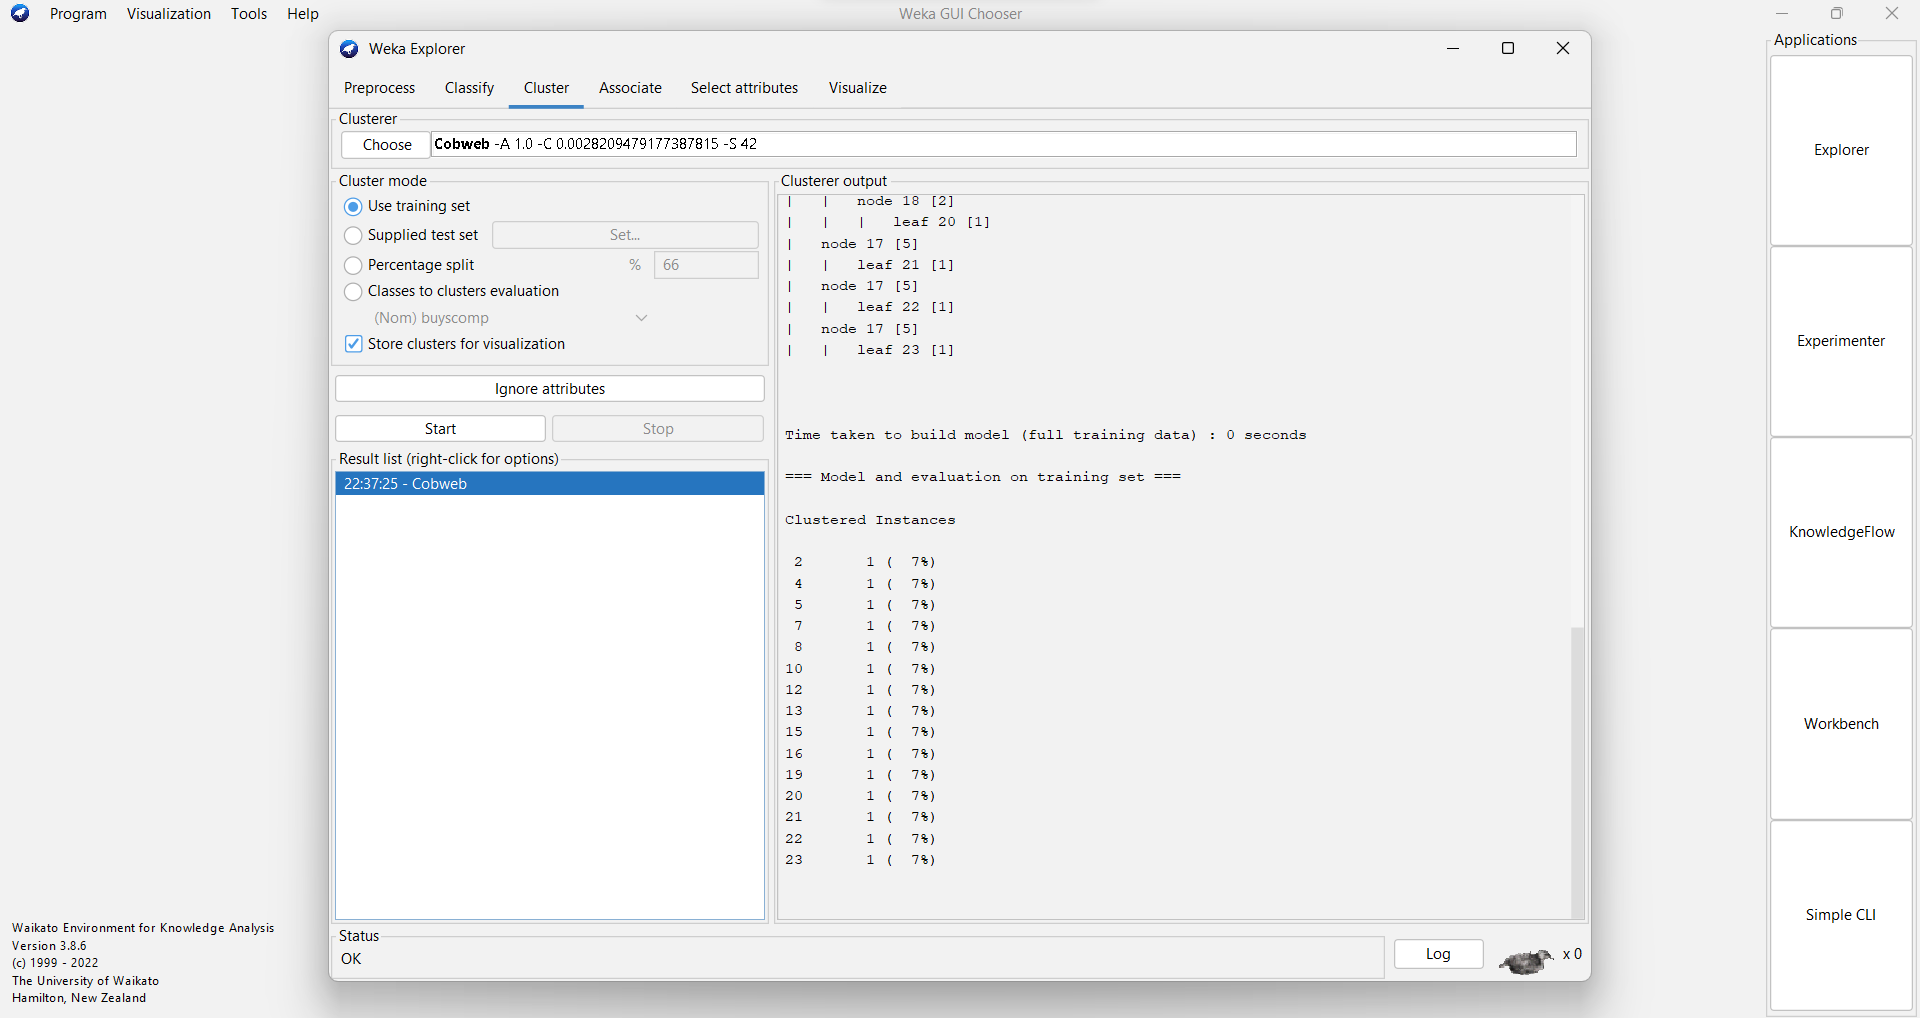 Program Visualization Tools Help
Weka GUI Chooser
Weka Explorer
Preprocess Classify Cluster Associate Select attributes Visualize
Clusterer
Choose Cobweb -A 1.0 -C 0.0028209479177387815 -S 42
Cluster mode
Use training set
Supplied test set Set...
Percentage split % 66
Classes to clusters evaluation
(Nom) buyscomp
Store clusters for visualization
Ignore attributes
Start Stop
Result list (right-click for options)
22:37:25 - Cobweb
Clusterer output
| | node 18 [2]
| | | leaf 20 [1]
| node 17 [5]
| | leaf 21 [1]
| node 17 [5]
| | leaf 22 [1]
| node 17 [5]
| | leaf 23 [1]
Time taken to build model (full training data) : 0 seconds
=== Model and evaluation on training set ===
Clustered Instances
2 1 ( 7%)
4 1 ( 7%)
5 1 ( 7%)
7 1 ( 7%)
8 1 ( 7%)
10 1 ( 7%)
12 1 ( 7%)
13 1 ( 7%)
15 1 ( 7%)
16 1 ( 7%)
19 1 ( 7%)
20 1 ( 7%)
21 1 ( 7%)
22 1 ( 7%)
23 1 ( 7%)
Status
OK
Log
x 0
Applications
Explorer
Experimenter
KnowledgeFlow
Workbench
Simple CLI
Waikato Environment for Knowledge Analysis
Version 3.8.6
(c) 1999 - 2022
The University of Waikato
Hamilton, New Zealand